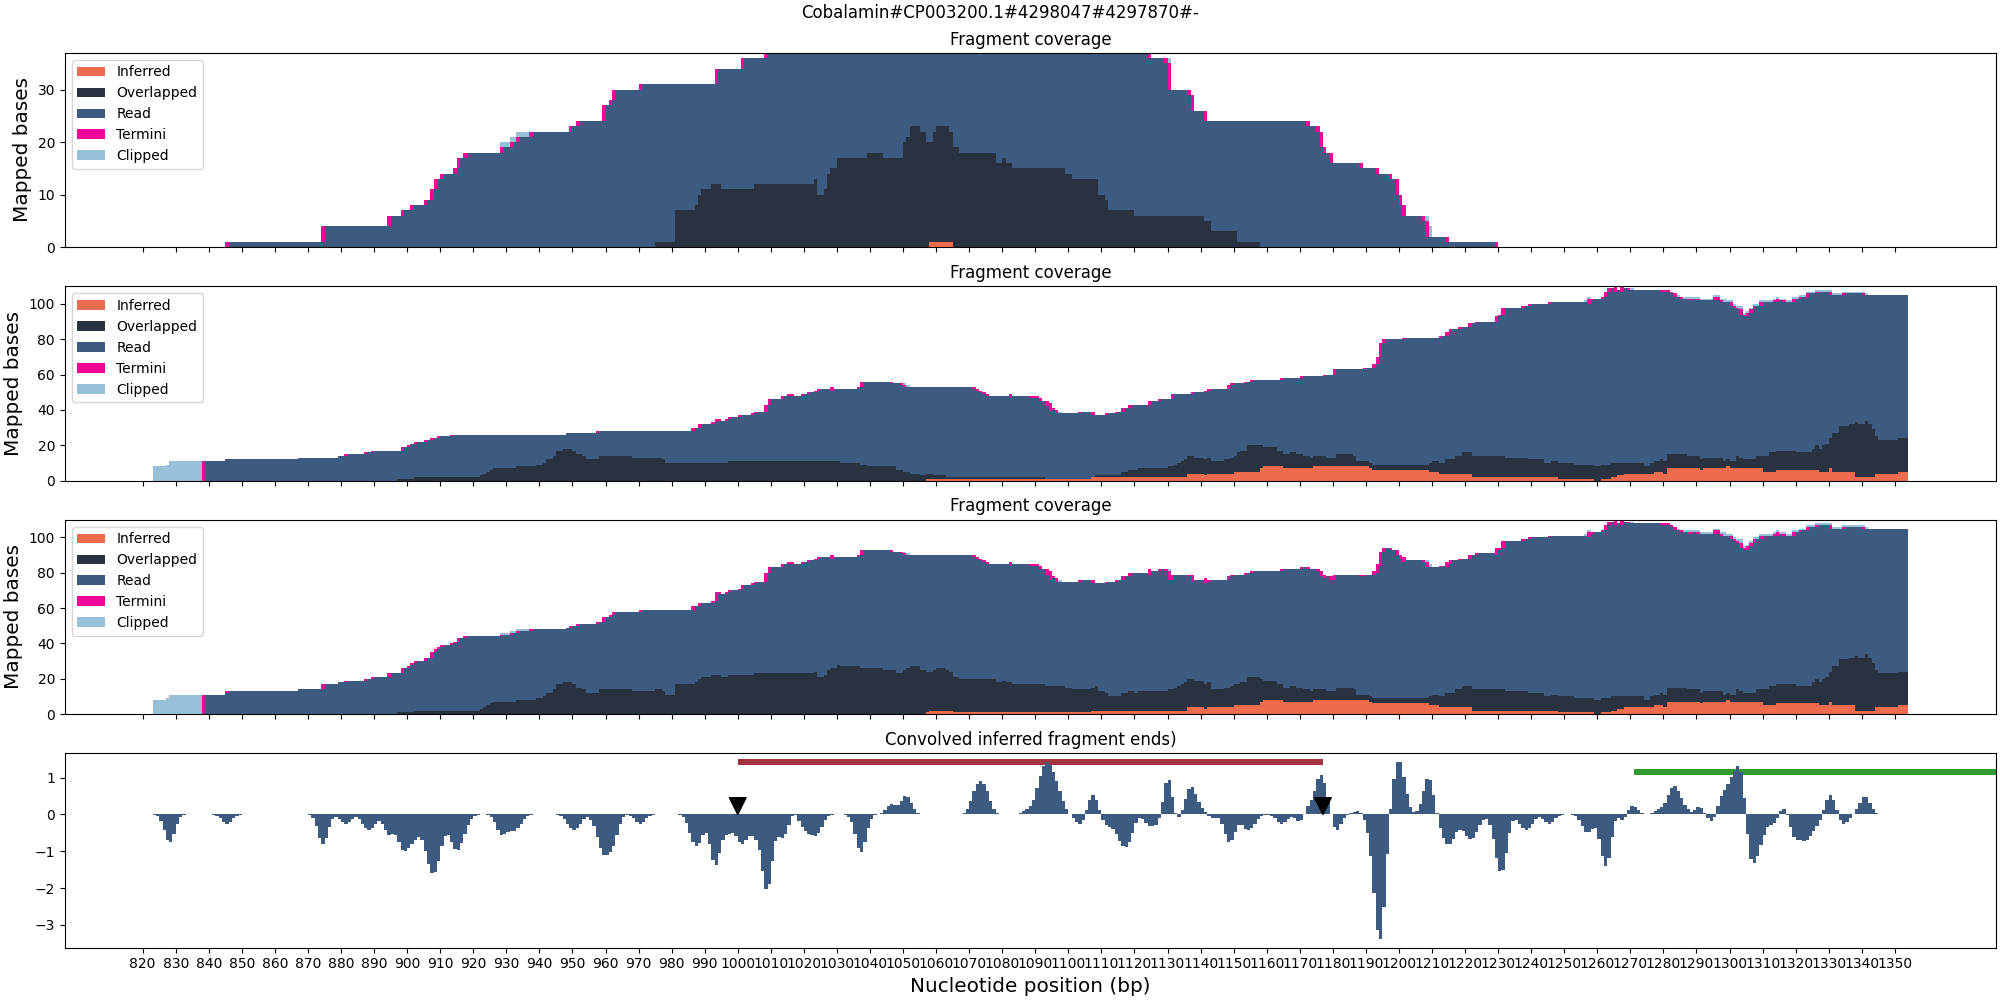 Cobalamin#CP003200.1#4298047#4297870#-
Fragment coverage
Mapped bases
30
20
10
0
Inferred
Overlapped
Read
Termini
Clipped
Fragment coverage
Mapped bases
100
80
60
40
20
0
Inferred
Overlapped
Read
Termini
Clipped
Fragment coverage
Mapped bases
100
80
60
40
20
0
Inferred
Overlapped
Read
Termini
Clipped
Convolved inferred fragment ends)
1
0
−1
−2
−3
820 830 840 850 860 870 880 890 900 910 920 930 940 950 960 970 980 990 1000 1010 1020 1030 1040 1050 1060 1070 1080 1090 1100 1110 1120 1130 1140 1150 1160 1170 1180 1190 1200 1210 1220 1230 1240 1250 1260 1270 1280 1290 1300 1310 1320 1330 1340 1350
Nucleotide position (bp)